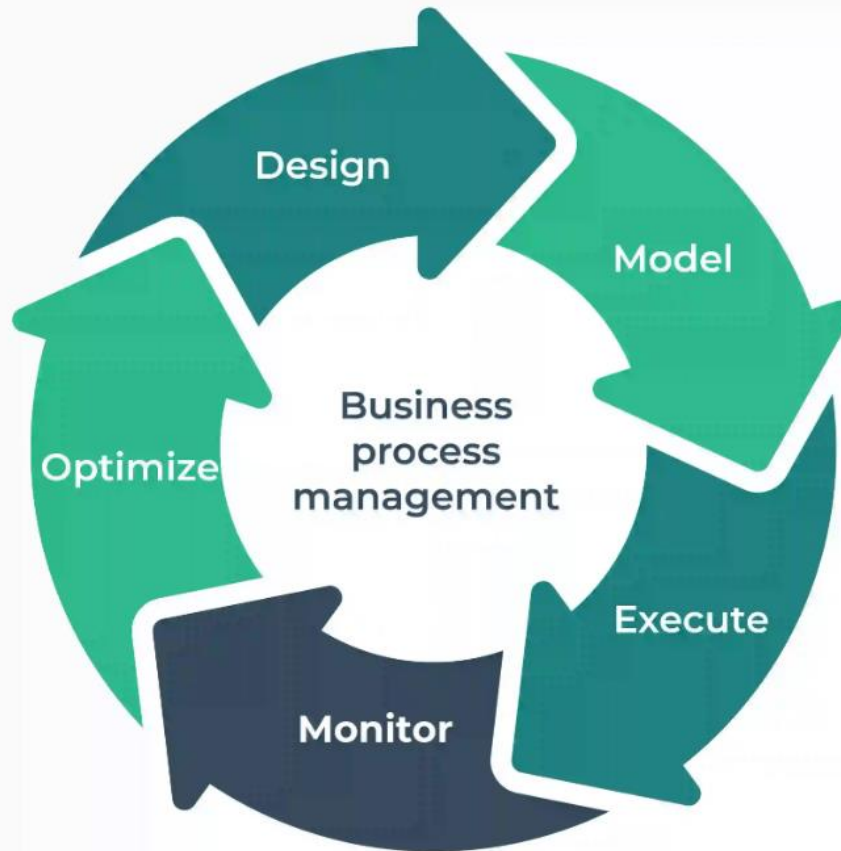 Design
Model
Business
process
management
Optimize
Execute
Monitor